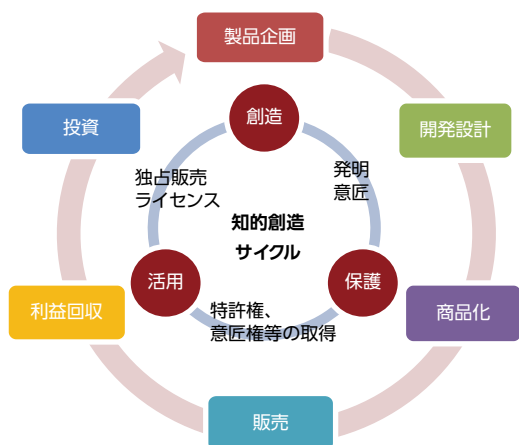 製品企画
創造
投資
開発設計
独占販売
ライセンス
発明
意匠
知的創造
サイクル
活用
保護
利益回収
商品化
特許権、
意匠権等の取得
販売